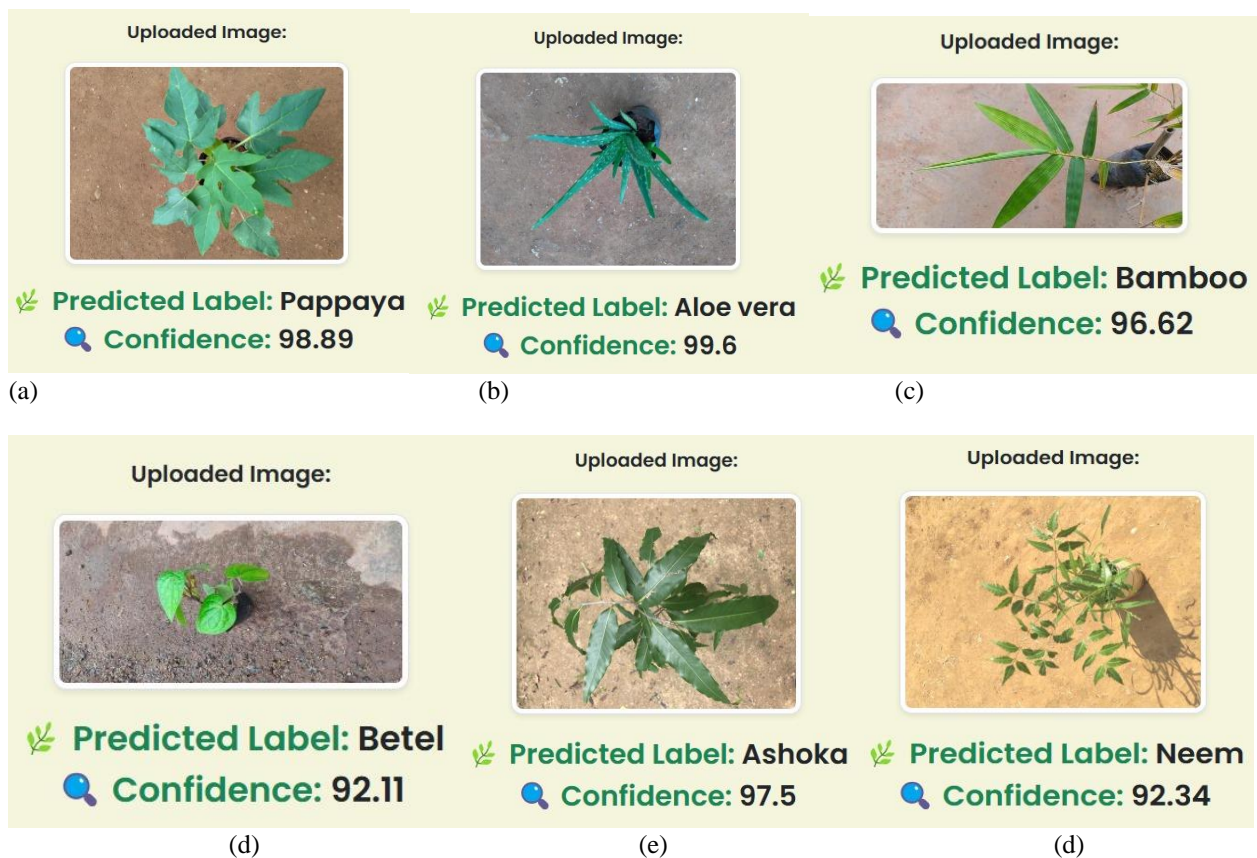 Uploaded Image:
Predicted Label: Pappaya
Confidence: 98.89
(a)
Uploaded Image:
Predicted Label: Aloe vera
Confidence: 99.6
(b)
Uploaded Image:
Predicted Label: Bamboo
Confidence: 96.62
(c)
Uploaded Image:
Predicted Label: Betel
Confidence: 92.11
(d)
Uploaded Image:
Predicted Label: Ashoka
Confidence: 97.5
(e)
Uploaded Image:
Predicted Label: Neem
Confidence: 92.34
(d)